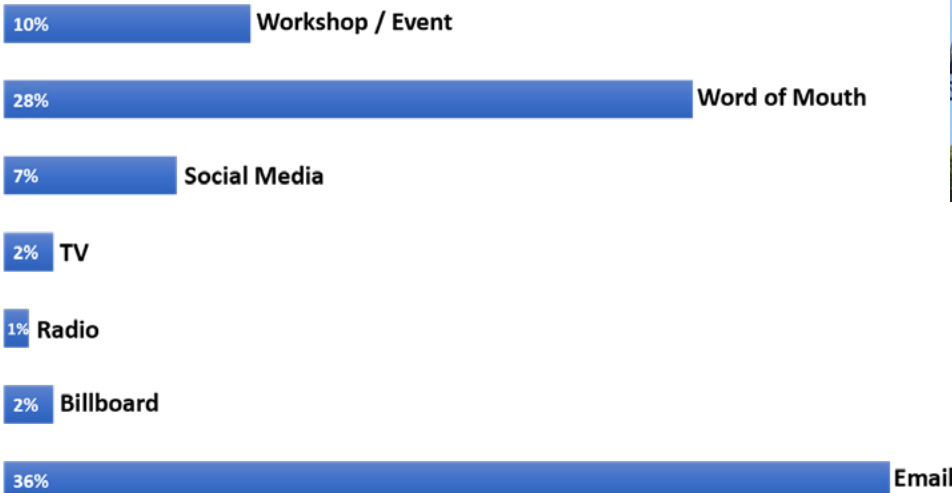 10% Workshop / Event
28% Word of Mouth
7% Social Media
2% TV
1% Radio
2% Billboard
36% Email